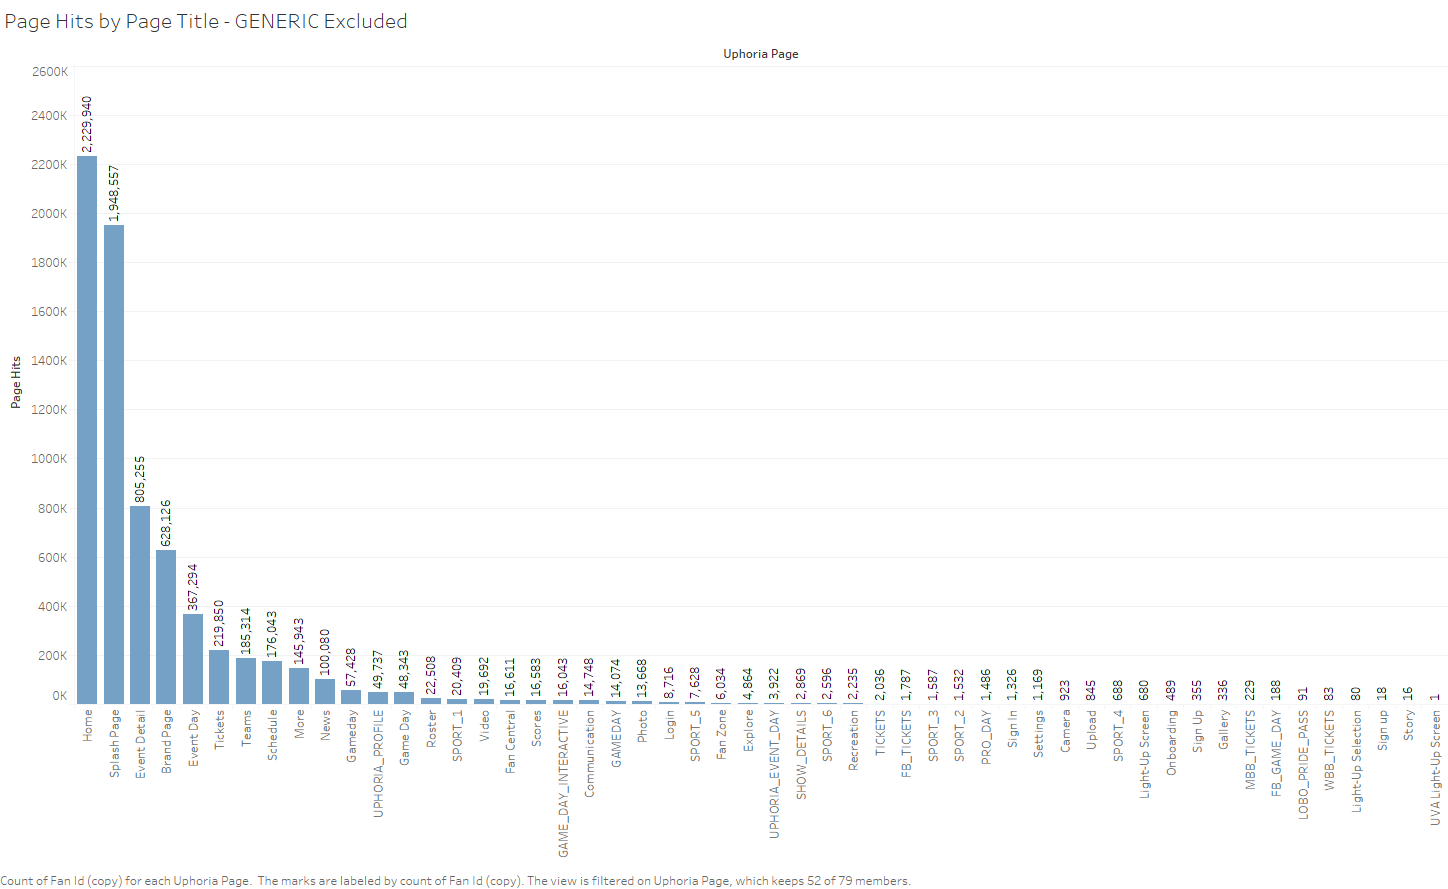 Page Hits by Page Title - GENERIC Excluded
Uphoria Page
Page Hits
2600K
2400K
2200K
2000K
1800K
1600K
1400K
1200K
1000K
800K
600K
400K
200K
0K
2,229,940
1,948,557
805,255
628,126
367,294
219,850
185,314
176,043
145,943
100,080
57,428
49,737
48,343
22,508
20,409
19,692
16,611
16,583
16,043
14,748
14,074
13,668
8,716
7,628
6,034
4,864
3,922
2,869
2,596
2,235
2,036
1,787
1,587
1,532
1,486
1,326
1,169
923
845
688
680
489
355
336
229
188
91
83
80
18
16
1
Home
Splash Page
Event Detail
Brand Page
Event Day
Tickets
Teams
Schedule
More
News
Gameday
UPHORIA_PROFILE
Game Day
Roster
SPORT_1
Video
Fan Central
Scores
GAME_DAY_INTERACTIVE
Communication
GAMEDAY
Photo
Login
SPORT_5
Fan Zone
Explore
UPHORIA_EVENT_DAY
SHOW_DETAILS
SPORT_6
Recreation
TICKETS
FB_TICKETS
SPORT_3
SPORT_2
PRO_DAY
Sign In
Settings
Camera
Upload
SPORT_4
Light-Up Screen
Onboarding
Sign Up
Gallery
MBB_TICKETS
FB_GAME_DAY
LOBO_PRIDE_PASS
WBB_TICKETS
Light-Up Selection
Sign up
Story
UVA Light-Up Screen
Count of Fan Id (copy) for each Uphoria Page.  The marks are labeled by count of Fan Id (copy). The view is filtered on Uphoria Page, which keeps 52 of 79 members.